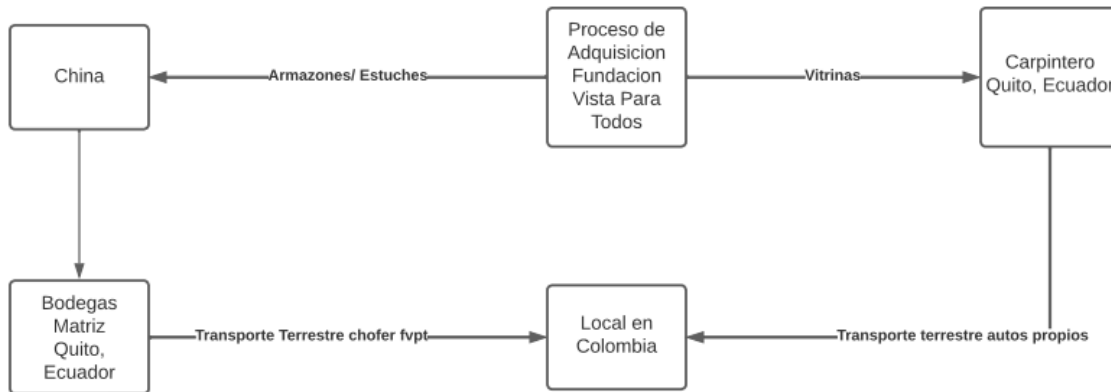 China
Armazones/ Estuches
Proceso de
Adquisicion
Fundacion
Vista Para
Todos
Vitrinas
Carpintero
Quito, Ecuador
Bodegas
Matriz
Quito,
Ecuador
Transporte Terrestre chofer fvpt
Local en
Colombia
Transporte terrestre autos propios